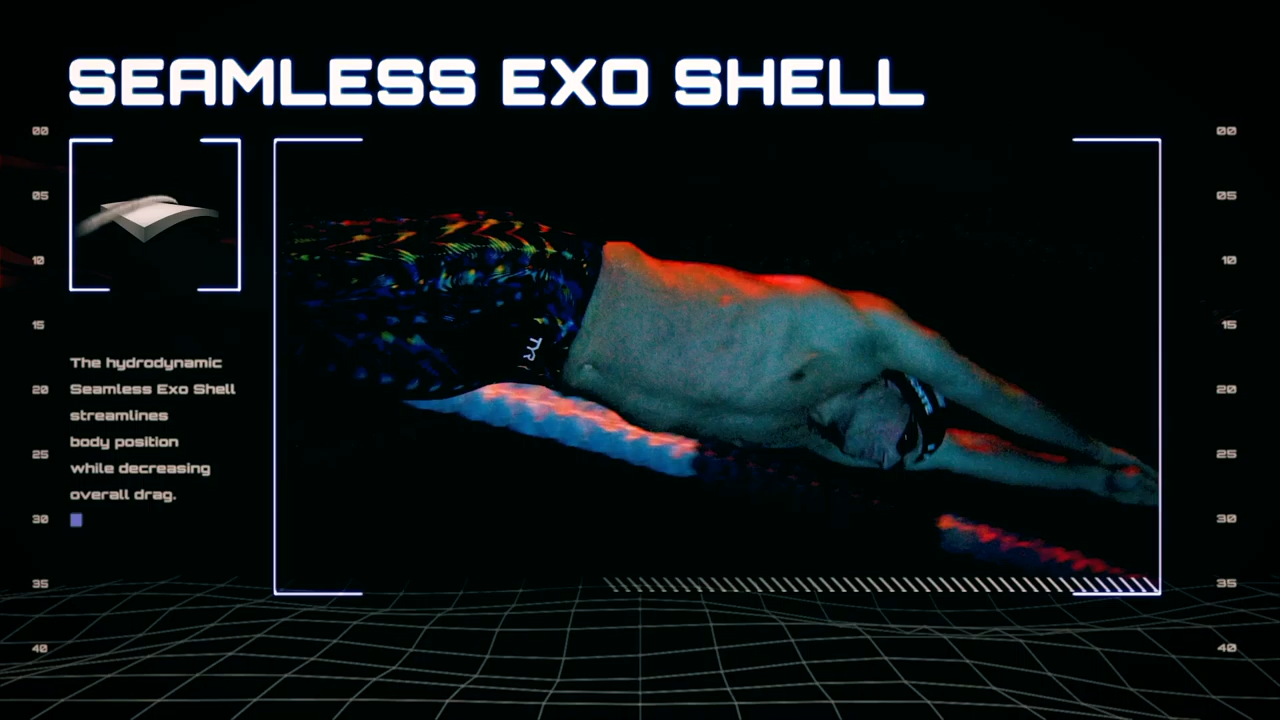 SEAMLESS EXO SHELL
00
05
10
15
20
25
30
35
40
The hydrodynamic
Seamless Exo Shell
streamlines
body position
while decreasing
overall drag.
TYR
00
05
10
15
20
25
30
35
40